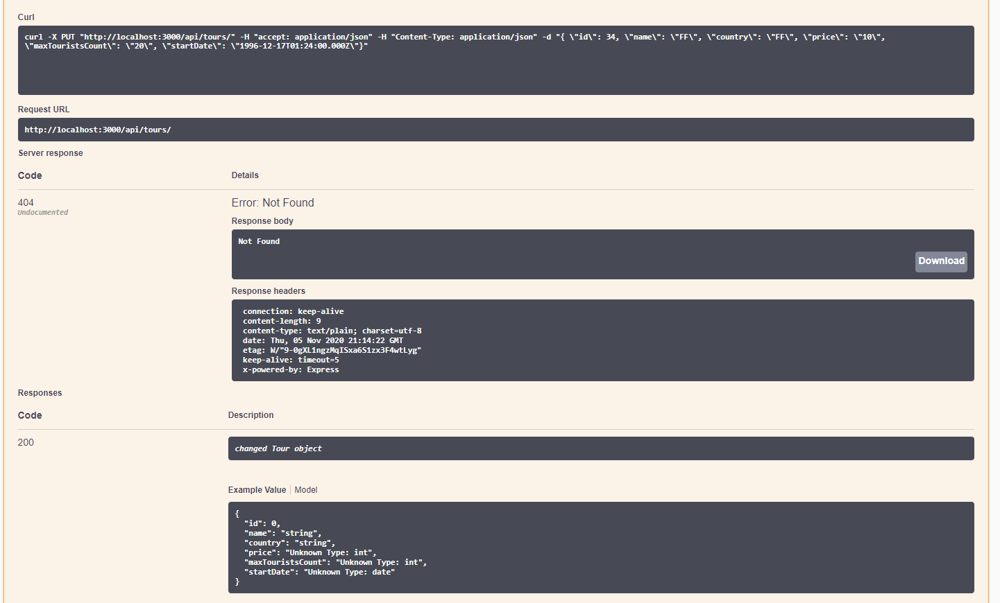 Curl
curl -X PUT "http://localhost:3000/api/tours/" -H "accept: application/json" -H "Content-Type: application/json" -d "{ \"id\": 34, \"name\": \"FF\", \"country\": \"FF\", \"price\": \"10\",
\"maxTouristsCount\": \"20\", \"startDate\": \"1996-12-17T01:24:00.000Z\"}"
Request URL
http://localhost:3000/api/tours/
Server response
Code Details
404 Error: Not Found
Undocumented
Response body
Not Found
Download
Response headers
connection: keep-alive
content-length: 9
content-type: text/plain; charset=utf-8
date: Thu, 05 Nov 2020 21:14:22 GMT
etag: W/"9-0gXL1ngzMqISxa6S1zx3F4wtLyg"
keep-alive: timeout=5
x-powered-by: Express
Responses
Code Description
200 changed Tour object
Example Value Model
{
"id": 0,
"name": "string",
"country": "string",
"price": "Unknown Type: int",
"maxTouristsCount": "Unknown Type: int",
"startDate": "Unknown Type: date"
}